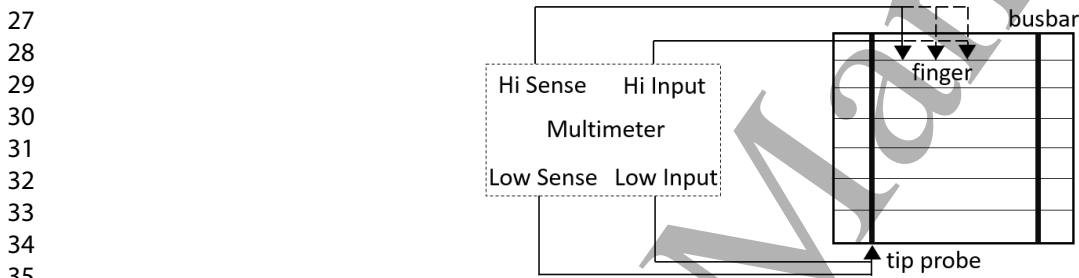 27
busbar
28
finger
29
Hi Sense Hi Input
30
Multimeter
31
32
Low Sense Low Input
33
34
tip probe
35